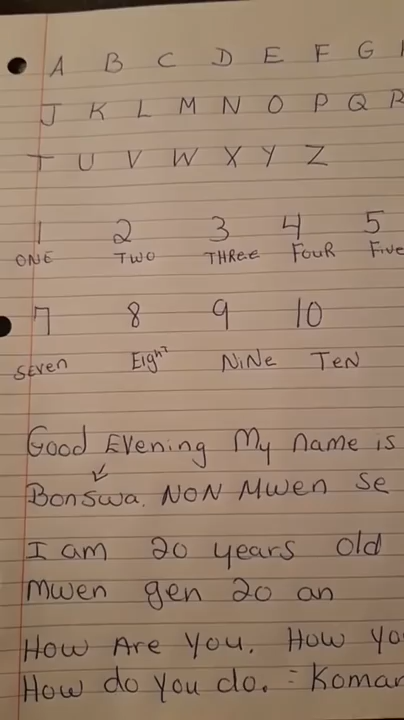 A B C D E F G
J K L M N O P Q R
T U V W X Y Z
1 2 3 4 5
ONE TWO THREE FOUR FIVE
7 8 9 10
SEVEN Eight NINE TEN
Good Evening My name is
Bonswa. NON Mwen se
I am 20 years old
Mwen gen 20 an
How Are You. How
How do you do. =